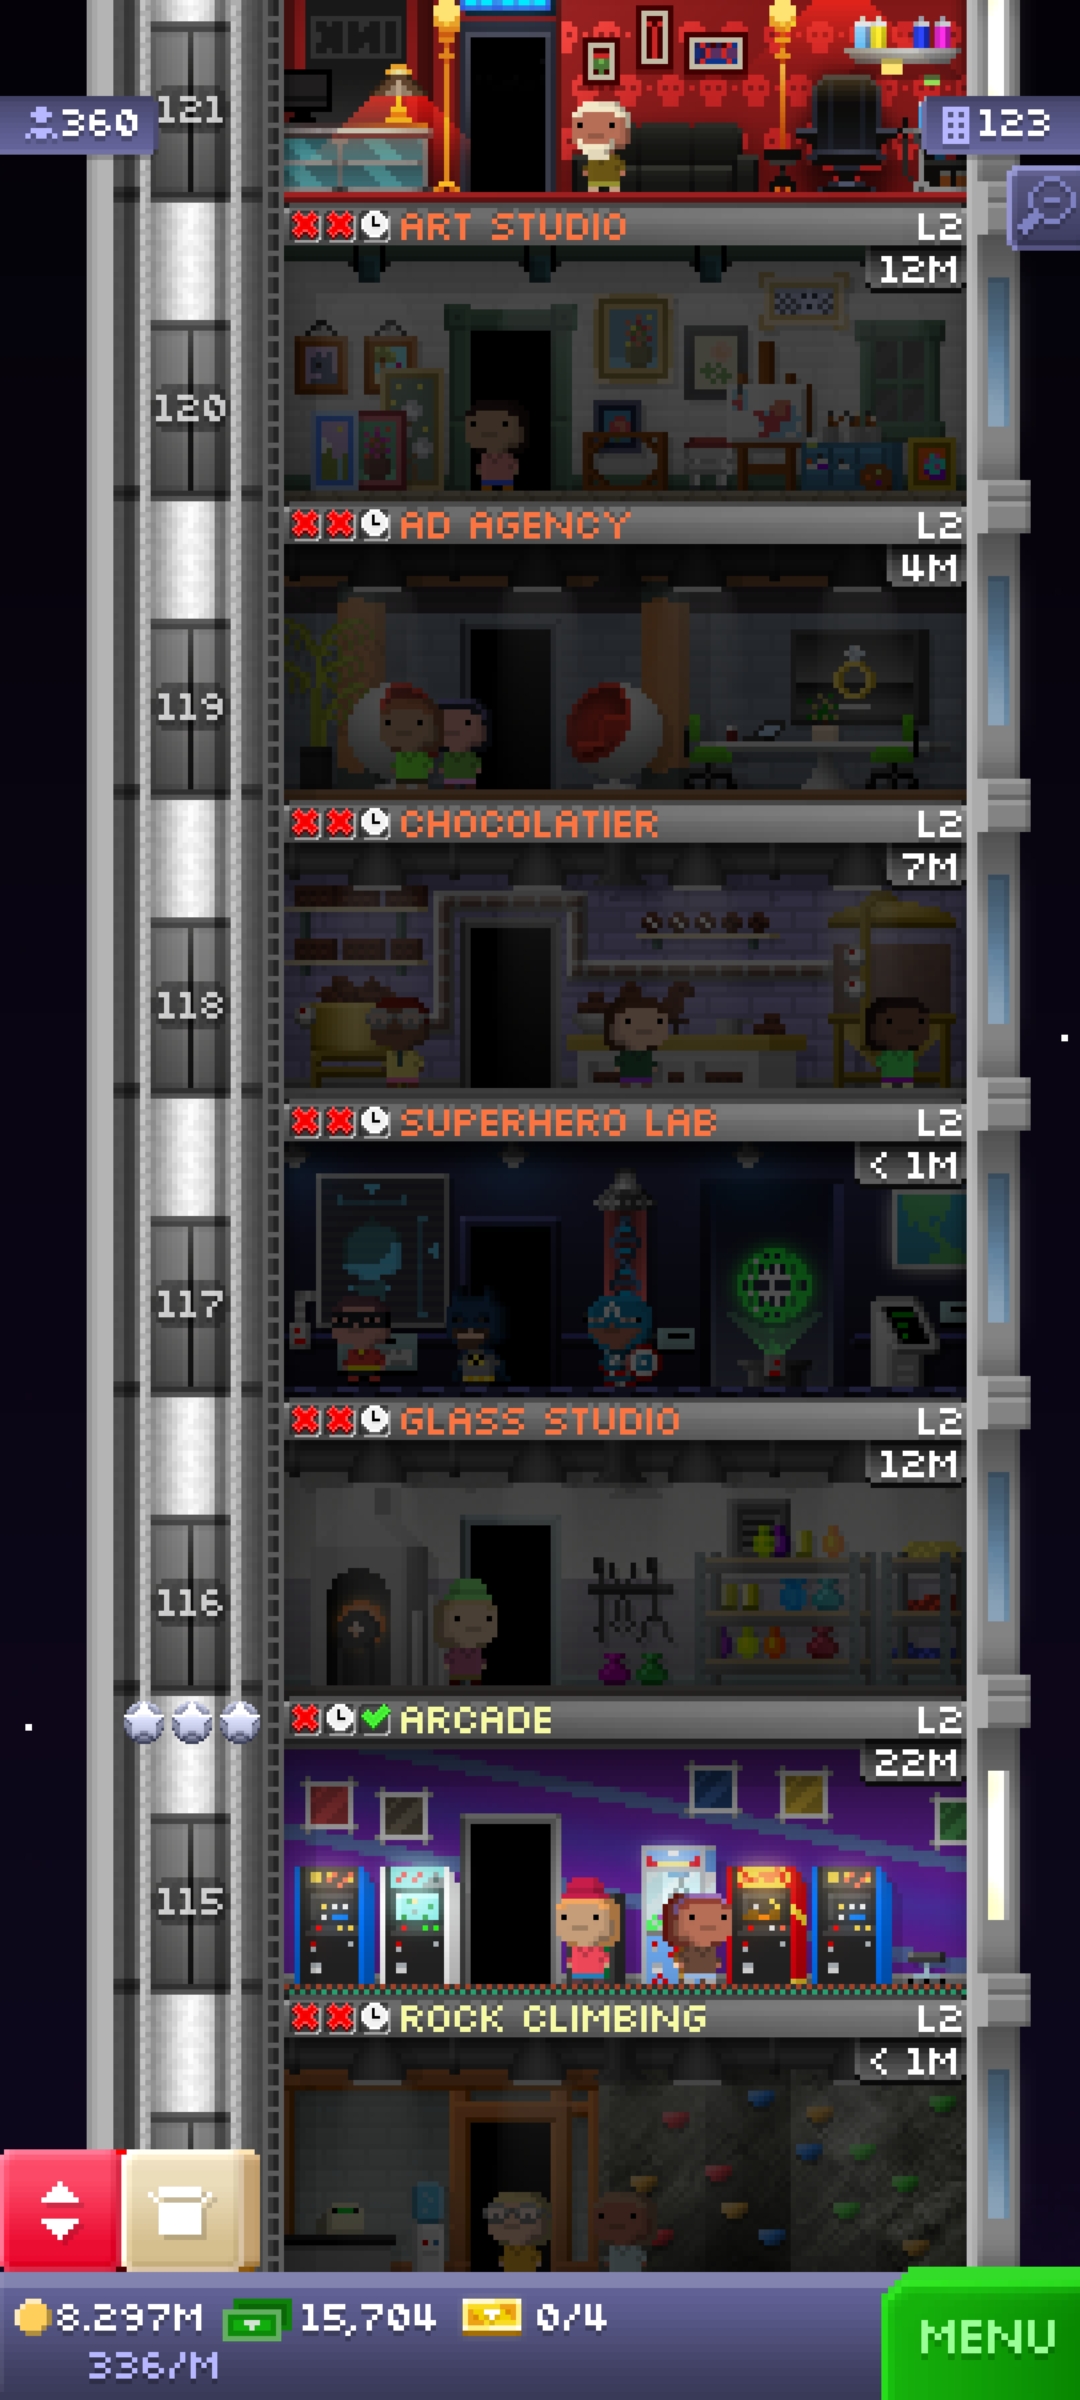 121
360
123
ART STUDIO L2
12M
120
AD AGENCY L2
4M
119
CHOCOLATIER L2
7M
118
SUPERHERO LAB L2
< 1M
117
GLASS STUDIO L2
12M
116
ARCADE L2
22M
115
ROCK CLIMBING L2
< 1M
8.297M 15,704 0/4
336/M
MENU